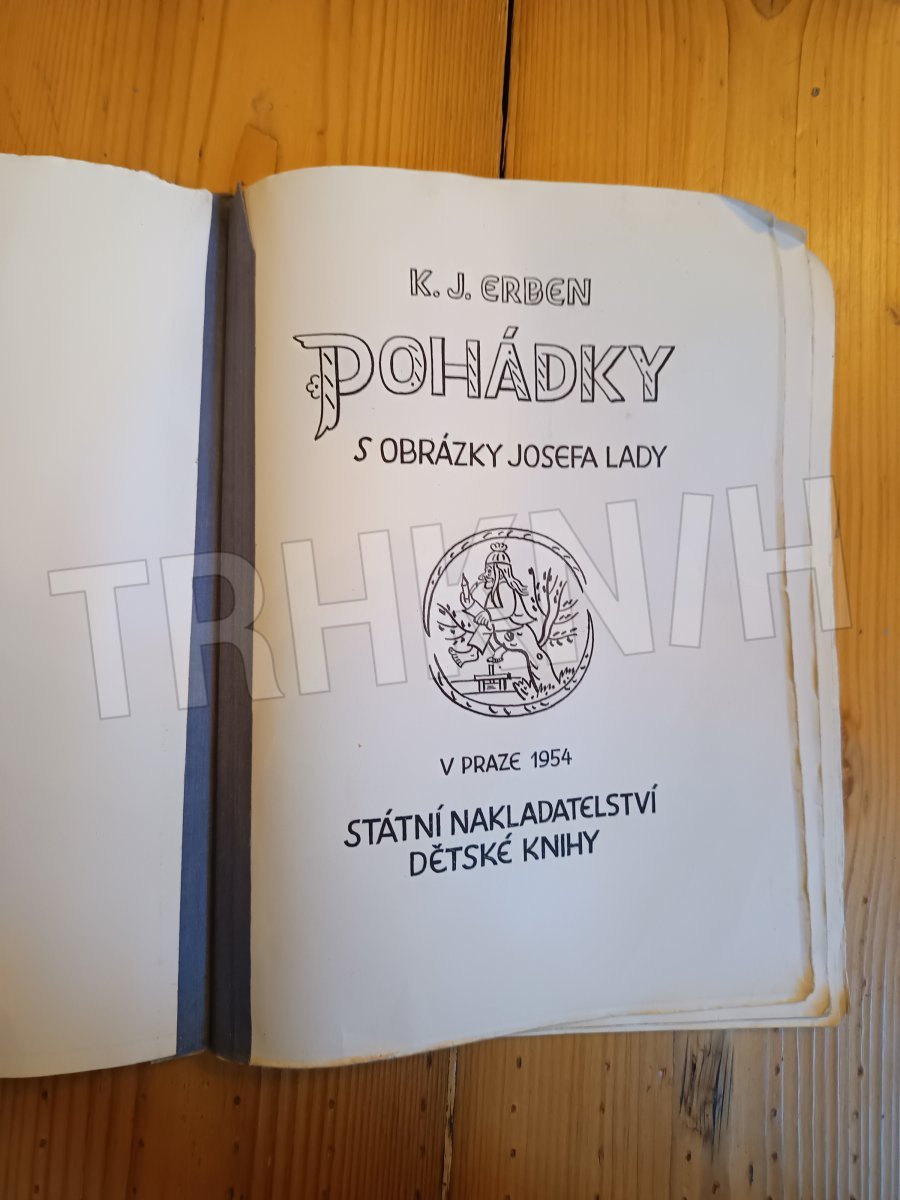 K. J. ERBEN
POHÁDKY
S OBRÁZKY JOSEFA LADY
TRHKNIH
V PRAZE 1954
STÁTNÍ NAKLADATELSTVÍ
DĚTSKÉ KNIHY